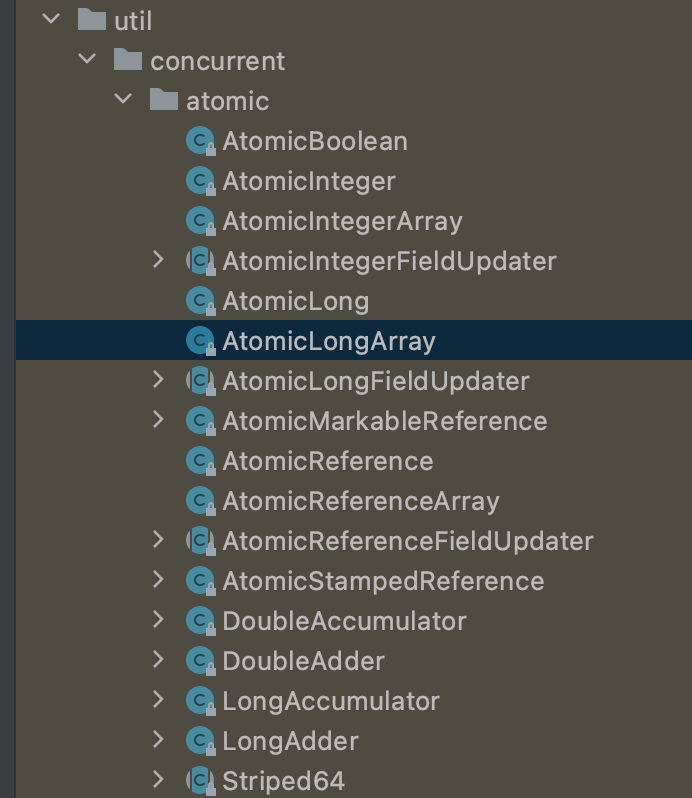 util
concurrent
atomic
AtomicBoolean
AtomicInteger
AtomicIntegerArray
AtomicIntegerFieldUpdater
AtomicLong
AtomicLongArray
AtomicLongFieldUpdater
AtomicMarkableReference
AtomicReference
AtomicReferenceArray
AtomicReferenceFieldUpdater
AtomicStampedReference
DoubleAccumulator
DoubleAdder
LongAccumulator
LongAdder
Striped64